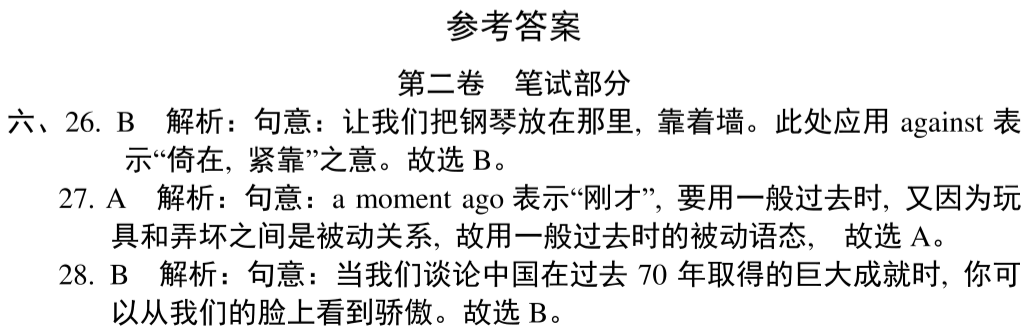 参考答案
第二卷　笔试部分
六、26. B　解析：句意：让我们把钢琴放在那里, 靠着墙。此处应用 against 表
示“倚在, 紧靠”之意。故选 B。
27. A　解析：句意：a moment ago 表示“刚才”, 要用一般过去时, 又因为玩
具和弄坏之间是被动关系, 故用一般过去时的被动语态,　故选 A。
28. B　解析：句意：当我们谈论中国在过去 70 年取得的巨大成就时, 你可
以从我们的脸上看到骄傲。故选 B。